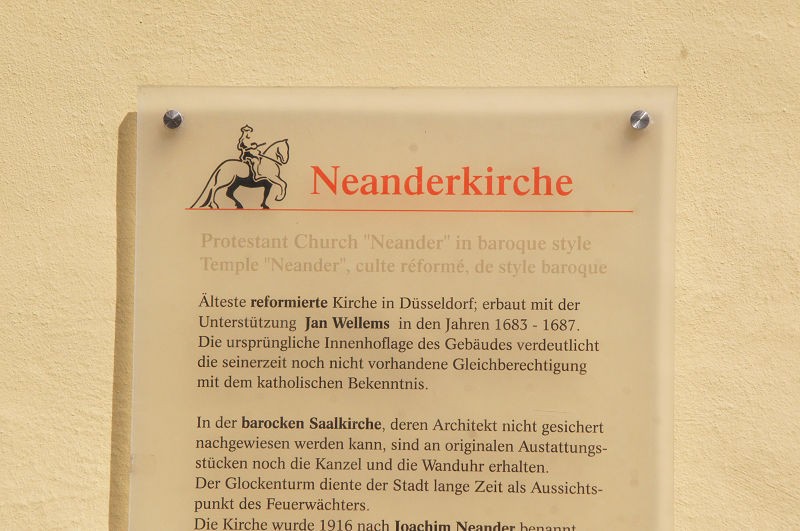 Neanderkirche
Protestant Church "Neander" in baroque style
Temple "Neander", culte réformé, de style baroque
Älteste reformierte Kirche in Düsseldorf; erbaut mit der
Unterstützung Jan Wellems in den Jahren 1683 - 1687.
Die ursprüngliche Innenhoflage des Gebäudes verdeutlicht
die seinerzeit noch nicht vorhandene Gleichberechtigung
mit dem katholischen Bekenntnis.
In der barocken Saalkirche, deren Architekt nicht gesichert
nachgewiesen werden kann, sind an originalen Austattungs-
stücken noch die Kanzel und die Wanduhr erhalten.
Der Glockenturm diente der Stadt lange Zeit als Aussichts-
punkt des Feuerwächters.
Die Kirche wurde 1916 nach Joachim Neander benannt